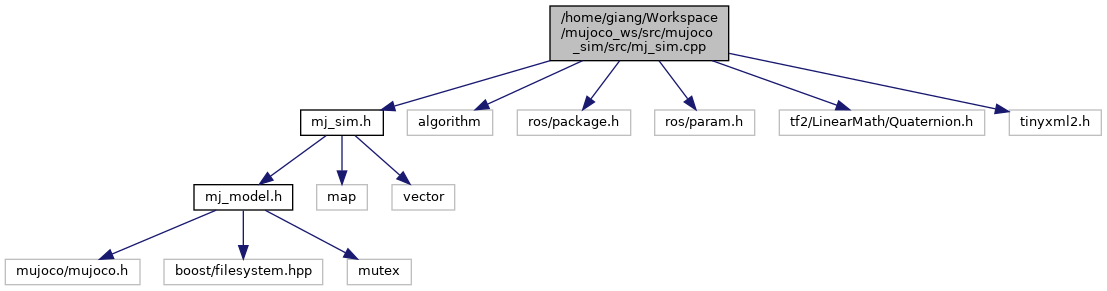 /home/giang/Workspace
/mujoco_ws/src/mujoco
_sim/src/mj_sim.cpp
mj_sim.h
algorithm
ros/package.h
ros/param.h
tf2/LinearMath/Quaternion.h
tinyxml2.h
mj_model.h
map
vector
mujoco/mujoco.h
boost/filesystem.hpp
mutex